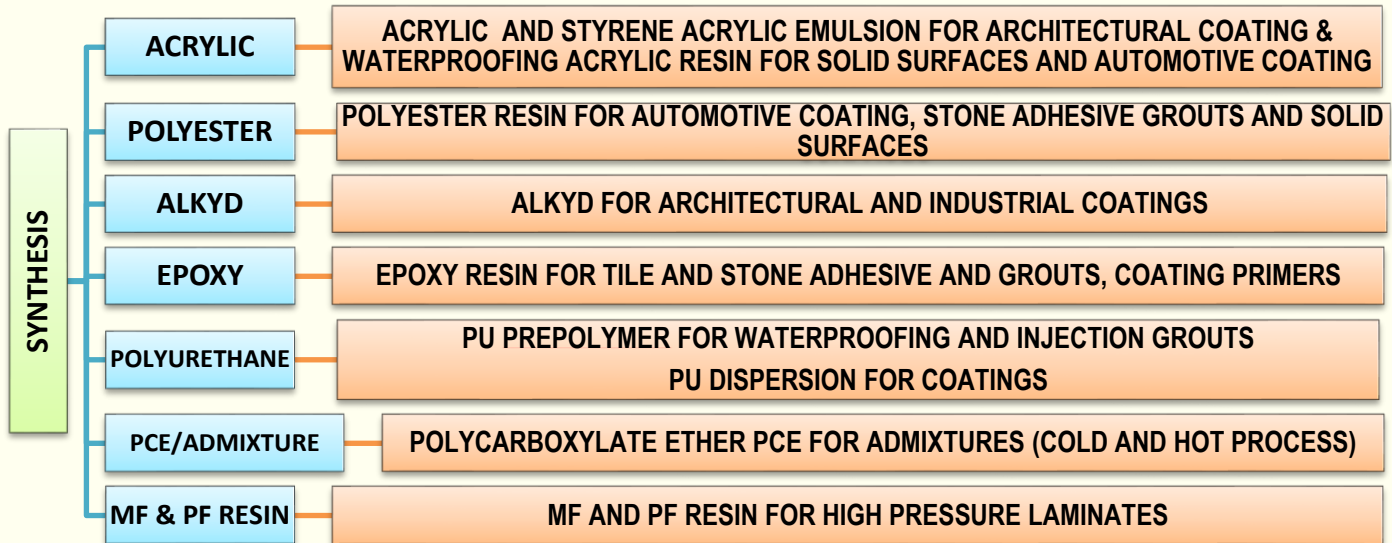 SYNTHESIS
ACRYLIC
ACRYLIC AND STYRENE ACRYLIC EMULSION FOR ARCHITECTURAL COATING &
WATERPROOFING ACRYLIC RESIN FOR SOLID SURFACES AND AUTOMOTIVE COATING
POLYESTER
POLYESTER RESIN FOR AUTOMOTIVE COATING, STONE ADHESIVE GROUTS AND SOLID
SURFACES
ALKYD
ALKYD FOR ARCHITECTURAL AND INDUSTRIAL COATINGS
EPOXY
EPOXY RESIN FOR TILE AND STONE ADHESIVE AND GROUTS, COATING PRIMERS
POLYURETHANE
PU PREPOLYMER FOR WATERPROOFING AND INJECTION GROUTS
PU DISPERSION FOR COATINGS
PCE/ADMIXTURE
POLYCARBOXYLATE ETHER PCE FOR ADMIXTURES (COLD AND HOT PROCESS)
MF & PF RESIN
MF AND PF RESIN FOR HIGH PRESSURE LAMINATES